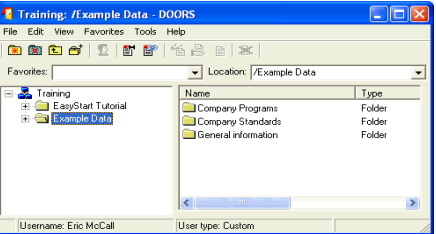 Training: /Example Data - DOORS
File Edit View Favorites Tools Help
Favorites: Location: /Example Data
Training
EasyStart Tutorial
Example Data
Name Type
Company Programs Folder
Company Standards Folder
General information Folder
Username: Eric McCall User type: Custom